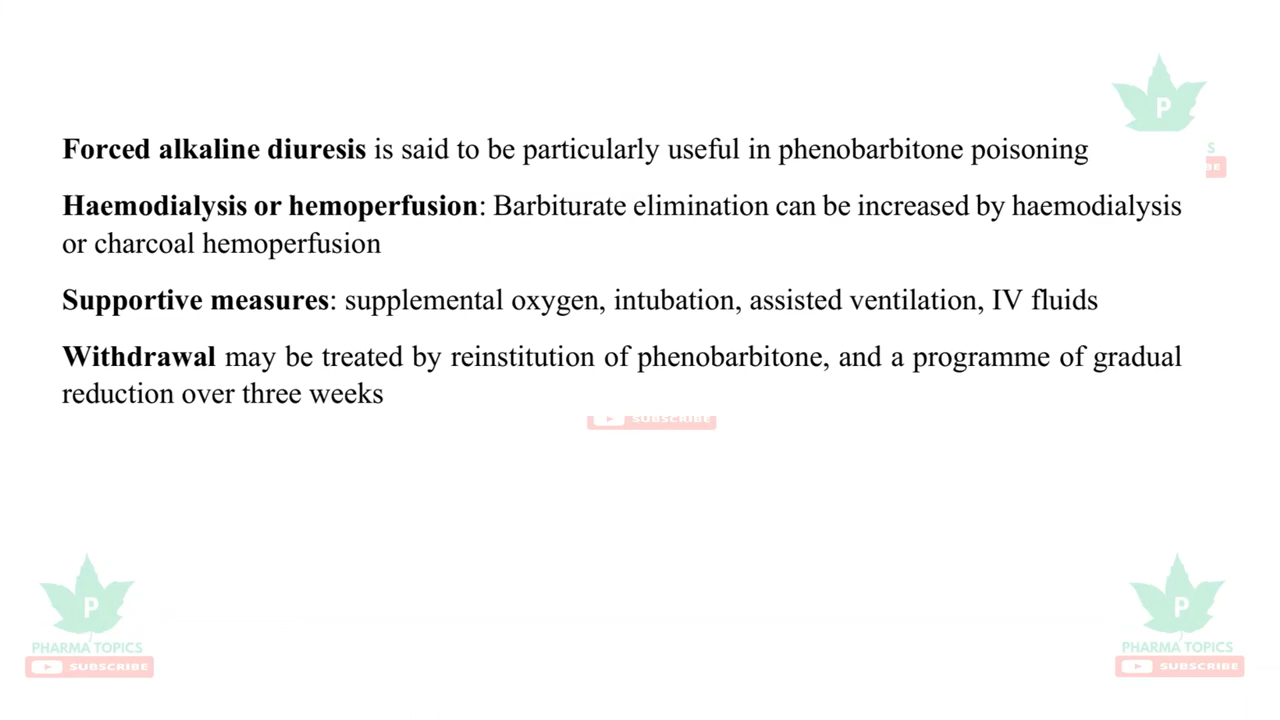 Forced alkaline diuresis is said to be particularly useful in phenobarbitone poisoning
Haemodialysis or hemoperfusion: Barbiturate elimination can be increased by haemodialysis
or charcoal hemoperfusion
Supportive measures: supplemental oxygen, intubation, assisted ventilation, IV fluids
Withdrawal may be treated by reinstitution of phenobarbitone, and a programme of gradual
reduction over three weeks
P
S
BE
SUBSCRIBE
P
PHARMA TOPICS
SUBSCRIBE
P
PHARMA TOPICS
SUBSCRIBE